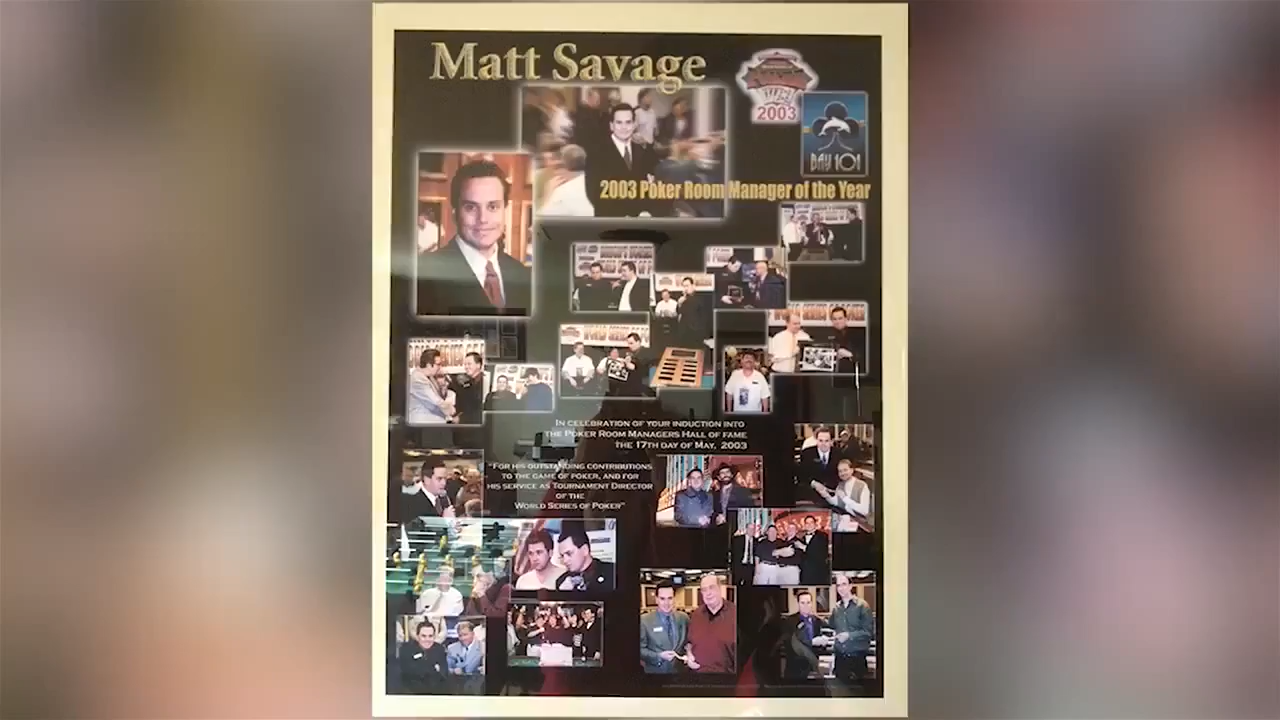 Matt Savage
2003
BAY 101
2003 Poker Room Manager of the Year
IN CELEBRATION OF YOUR INDUCTION INTO
THE POKER ROOM MANAGERS HALL OF FAME
THE 17TH DAY OF MAY, 2003
"FOR HIS OUTSTANDING CONTRIBUTIONS
TO THE GAME OF POKER, AND FOR
HIS SERVICE AS TOURNAMENT DIRECTOR
OF THE
WORLD SERIES OF POKER"